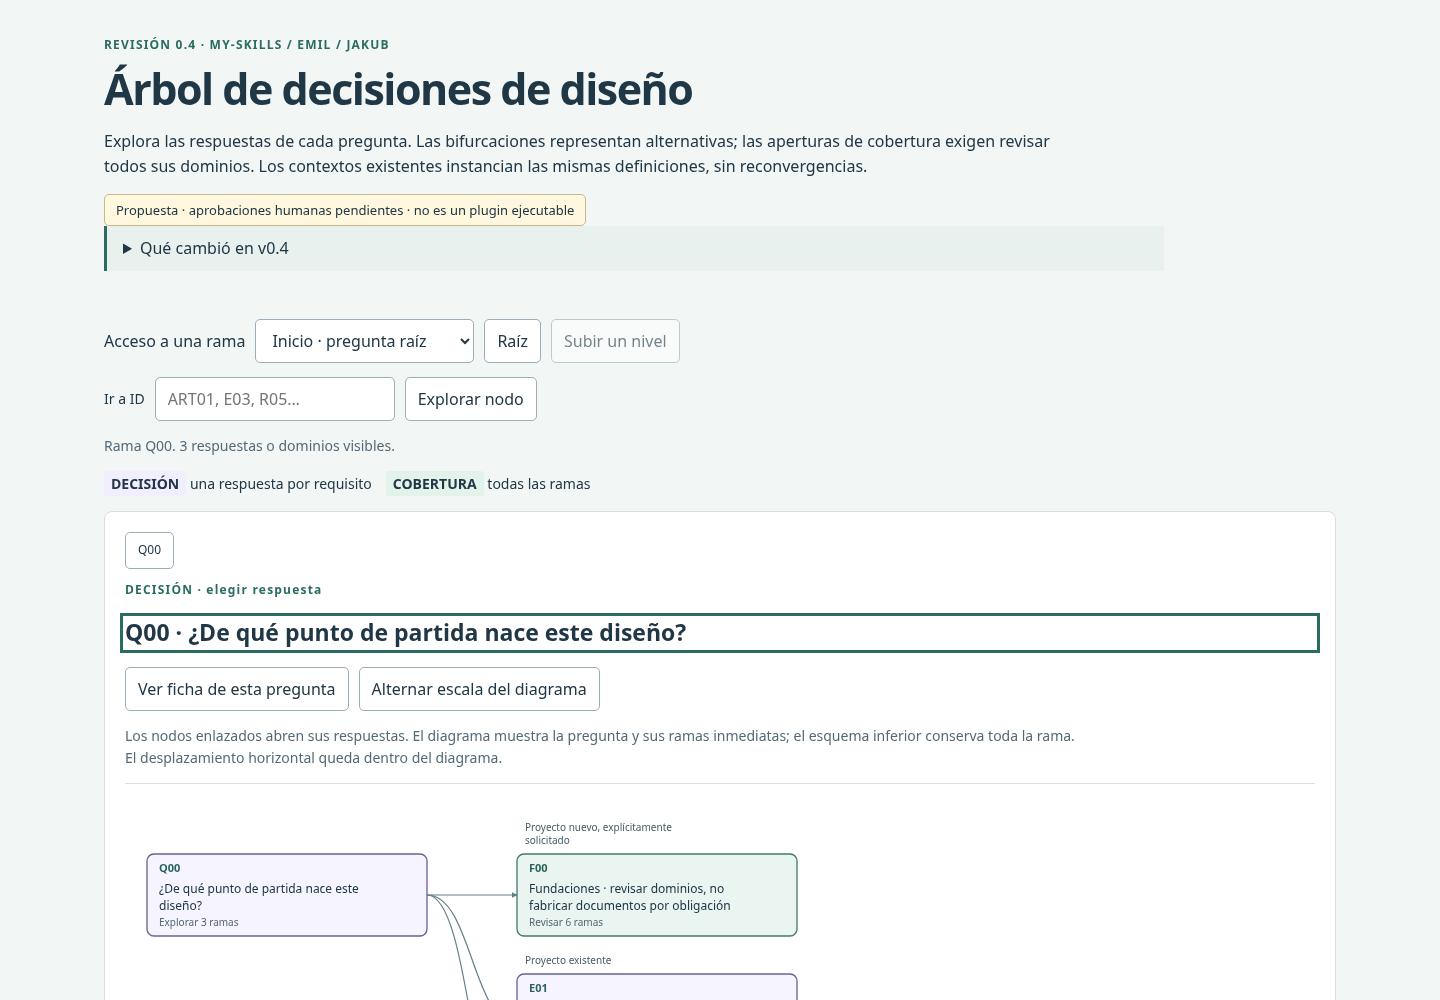 REVISIÓN 0.4 · MY-SKILLS / EMIL / JAKUB
Árbol de decisiones de diseño
Explora las respuestas de cada pregunta. Las bifurcaciones representan alternativas; las aperturas de cobertura exigen revisar
todos sus dominios. Los contextos existentes instancian las mismas definiciones, sin reconvergencias.
Propuesta · aprobaciones humanas pendientes · no es un plugin ejecutable
Qué cambió en v0.4
Acceso a una rama
Inicio · pregunta raíz
Raíz
Subir un nivel
Ir a ID
ART01, E03, R05...
Explorar nodo
Rama Q00. 3 respuestas o dominios visibles.
DECISIÓN una respuesta por requisito
COBERTURA todas las ramas
Q00
DECISIÓN · elegir respuesta
Q00 · ¿De qué punto de partida nace este diseño?
Ver ficha de esta pregunta
Alternar escala del diagrama
Los nodos enlazados abren sus respuestas. El diagrama muestra la pregunta y sus ramas inmediatas; el esquema inferior conserva toda la rama.
El desplazamiento horizontal queda dentro del diagrama.
Q00
¿De qué punto de partida nace este
diseño?
Explorar 3 ramas
Proyecto nuevo, explícitamente
solicitado
F00
Fundaciones · revisar dominios, no
fabricar documentos por obligación
Revisar 6 ramas
Proyecto existente
E01